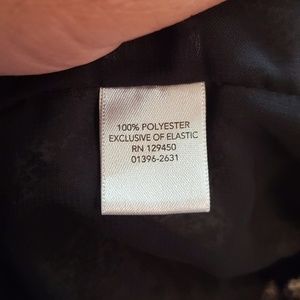 100% POLYESTER
EXCLUSIVE OF ELASTIC
RN 129450
01396-2631